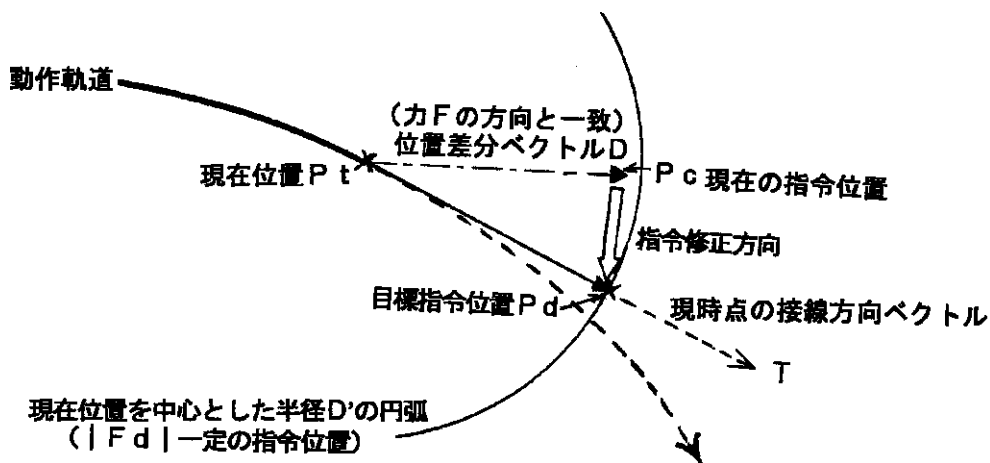 動作軌道
(力Fの方向と一致)
位置差分ベクトルD
現在位置Pt
Pc現在の指令位置
指令修正方向
目標指令位置Pd
現時点の接線方向ベクトル
T
現在位置を中心とした半径D'の円弧
(|Fd|一定の指令位置)